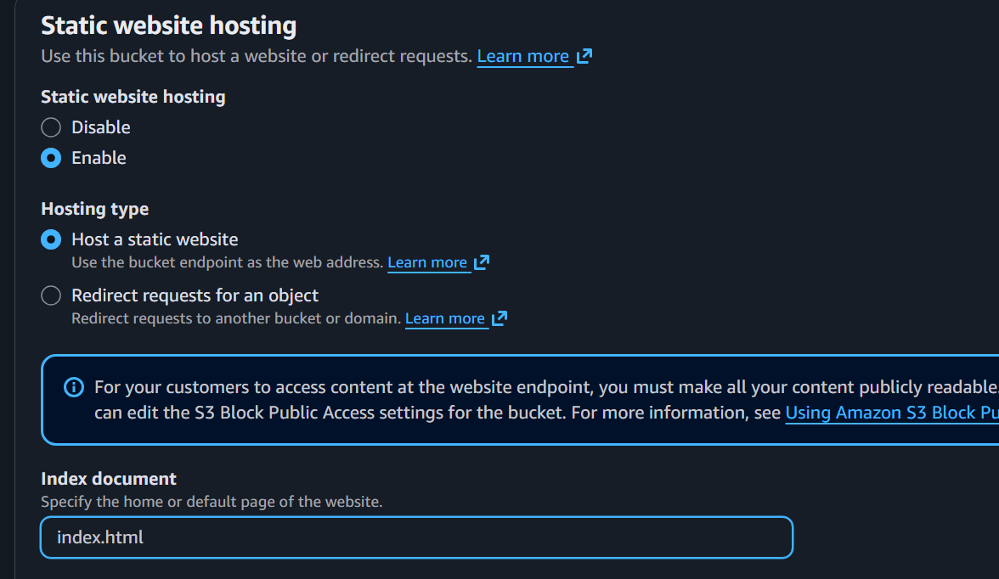 Static website hosting
Use this bucket to host a website or redirect requests. Learn more
Static website hosting
Disable
Enable
Hosting type
Host a static website
Use the bucket endpoint as the web address. Learn more
Redirect requests for an object
Redirect requests to another bucket or domain. Learn more
For your customers to access content at the website endpoint, you must make all your content publicly readable.
can edit the S3 Block Public Access settings for the bucket. For more information, see Using Amazon S3 Block
Index document
Specify the home or default page of the website.
index.html